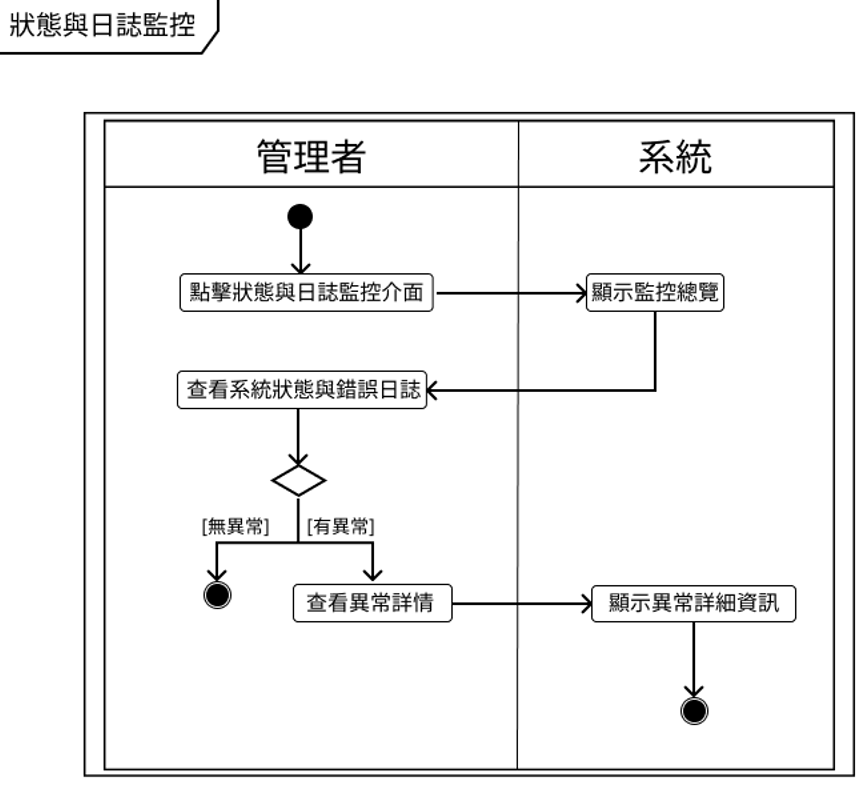 狀態與日誌監控
管理者
系統
點擊狀態與日誌監控介面
顯示監控總覽
查看系統狀態與錯誤日誌
[無異常]
[有異常]
查看異常詳情
顯示異常詳細資訊